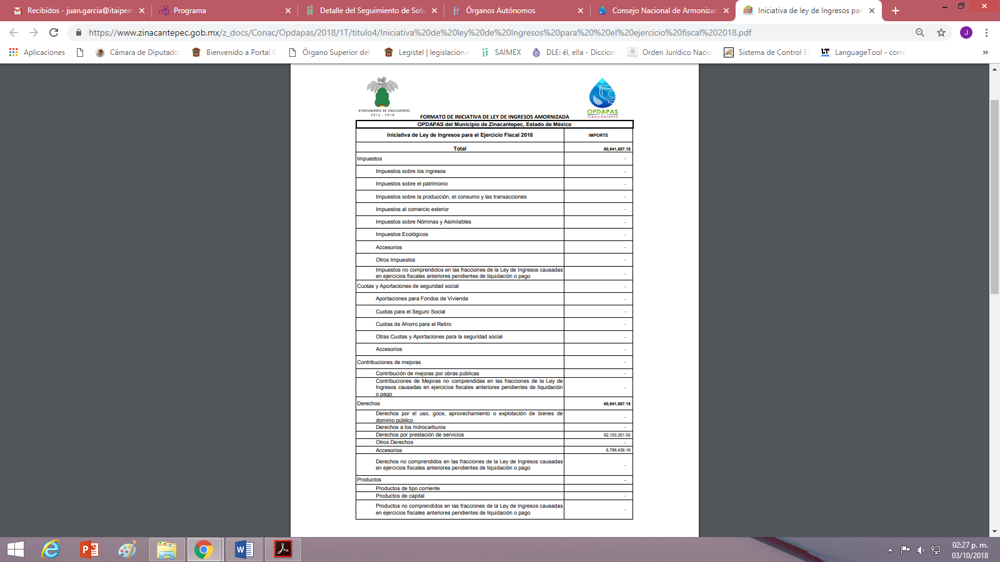 Recibidos - juan.garcia@itaipem
Programa
Detalle del Seguimiento de Solic
Órganos Autónomos
Consejo Nacional de Armonizac
Iniciativa de ley de Ingresos par
https://www.zinacantepec.gob.mx/z_docs/Conac/Opdapas/2018/1T/titulo4/Iniciativa%20de%20ley%20de%20Ingresos%20para%20%20el%20ejercicio%20fiscal%202018.pdf
J
Aplicaciones
Cámara de Diputados
Bienvenido a Portal C
Órgano Superior del
Legistel | legislacion.e
SAIMEX
DLE: él, ella - Diccion
Orden Jurídico Nacio
Sistema de Control E
LT
LanguageTool - corre
»
AYUNTAMIENTO DE ZINACANTEPEC
2016 - 2018
OPDAPAS
ZINACANTEPEC
FORMATO DE INICIATIVA DE LEY DE INGRESOS AMORNIZADA
OPDAPAS del Municipio de Zinacantepec, Estado de México
Iniciativa de Ley de Ingresos para el Ejercicio Fiscal 2018 IMPORTE
Total 60,941,687.18
Impuestos -
Impuestos sobre los ingresos -
Impuestos sobre el patrimonio -
Impuestos sobre la producción, el consumo y las transacciones -
Impuestos al comercio exterior -
Impuestos sobre Nóminas y Asimilables -
Impuestos Ecológicos -
Accesorios -
Otros Impuestos -
Impuestos no comprendidos en las fracciones de la Ley de Ingresos causadas
en ejercicios fiscales anteriores pendientes de liquidación o pago -
Cuotas y Aportaciones de seguridad social -
Aportaciones para Fondos de Vivienda -
Cuotas para el Seguro Social -
Cuotas de Ahorro para el Retiro -
Otras Cuotas y Aportaciones para la seguridad social -
Accesorios -
Contribuciones de mejoras -
Contribución de mejoras por obras públicas -
Contribuciones de Mejoras no comprendidas en las fracciones de la Ley de
Ingresos causadas en ejercicios fiscales anteriores pendientes de liquidación -
o pago
Derechos 60,941,687.18
Derechos por el uso, goce, aprovechamiento o explotación de bienes de
dominio público -
Derechos a los hidrocarburos -
Derechos por prestación de servicios 52,153,251.02
Otros Derechos -
Accesorios 8,788,436.16
Derechos no comprendidos en las fracciones de la Ley de Ingresos causadas
en ejercicios fiscales anteriores pendientes de liquidación o pago -
Productos -
Productos de tipo corriente
Productos de capital -
Productos no comprendidos en las fracciones de la Ley de Ingresos causadas
en ejercicios fiscales anteriores pendientes de liquidación o pago -
02:27 p. m.
03/10/2018